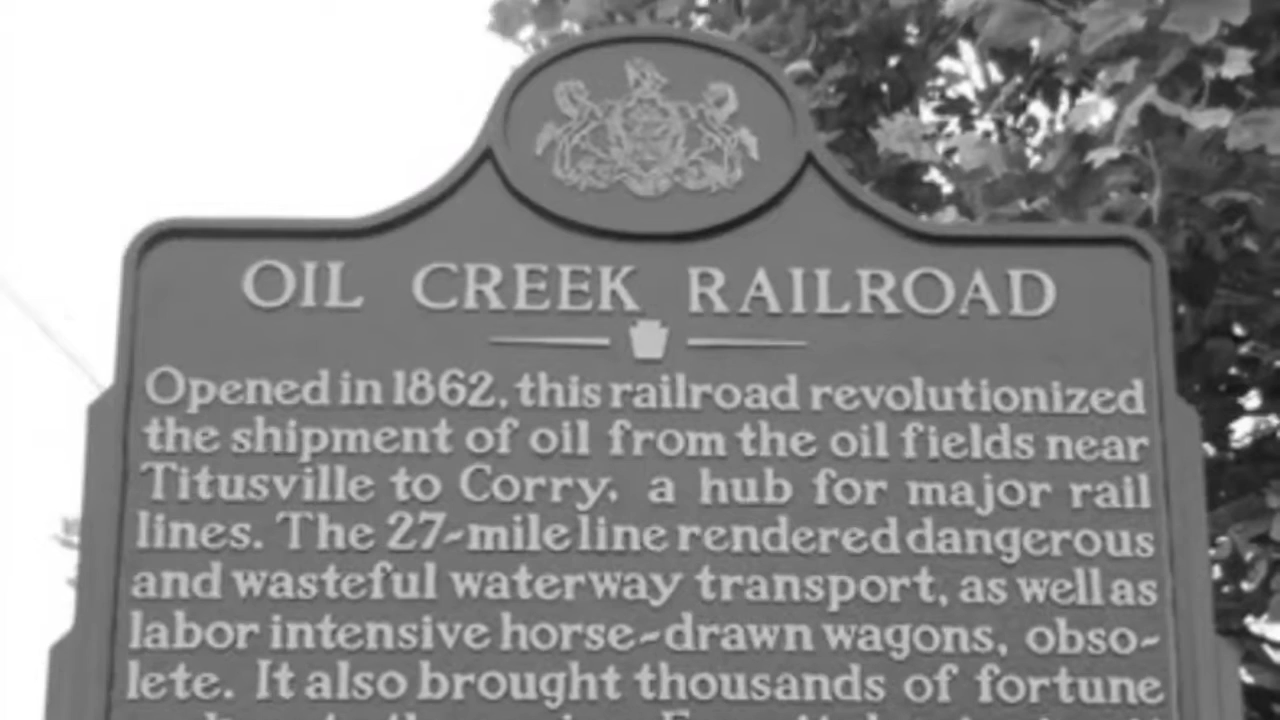 OIL CREEK RAILROAD
Opened in 1862, this railroad revolutionized
the shipment of oil from the oil fields near
Titusville to Corry, a hub for major rail
lines. The 27-mile line rendered dangerous
and wasteful waterway transport, as well as
labor intensive horse-drawn wagons, obso-
lete. It also brought thousands of fortune